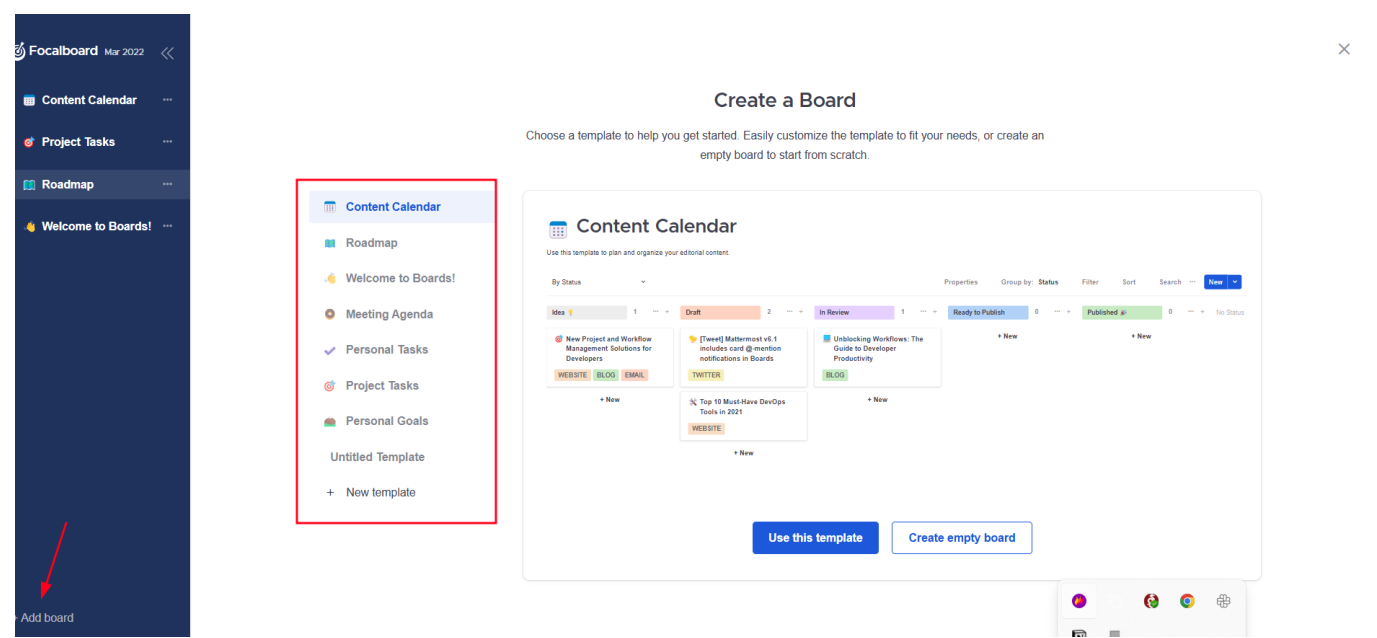 Focalboard Mar 2022
Content Calendar
Project Tasks
Roadmap
Welcome to Boards!
+ Add board
Create a Board
Choose a template to help you get started. Easily customize the template to fit your needs, or create an
empty board to start from scratch.
Content Calendar
Roadmap
Welcome to Boards!
Meeting Agenda
Personal Tasks
Project Tasks
Personal Goals
Untitled Template
+ New template
Content Calendar
Use this template to plan and organize your editorial content.
By Status
Properties Group by: Status Filter Sort Search ··· New
Idea 1 ··· + Draft 2 ··· + In Review 1 ··· + Ready to Publish 0 ··· + Published 0 ··· + No Status
New Project and Workflow
Management Solutions for
Developers
WEBSITE BLOG EMAIL
+ New
[Tweet] Mattermost v6.1
includes card @-mention
notifications in Boards
TWITTER
Top 10 Must-Have DevOps
Tools in 2021
WEBSITE
+ New
Unblocking Workflows: The
Guide to Developer
Productivity
BLOG
+ New
+ New
+ New
Use this template
Create empty board